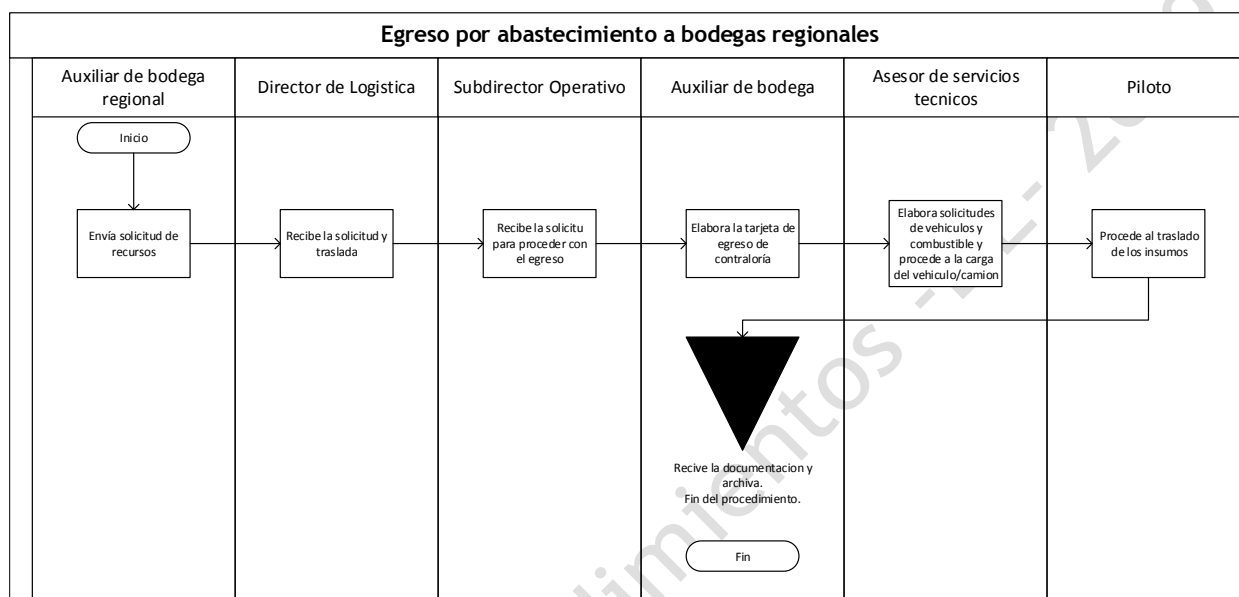 Egreso por abastecimiento a bodegas regionales
Auxiliar de bodega
regional
Director de Logistica
Subdirector Operativo
Auxiliar de bodega
Asesor de servicios
tecnicos
Piloto
Inicio
Envía solicitud de
recursos
Recibe la solicitud y
traslada
Recibe la solicitu
para proceder con
el egreso
Elabora la tarjeta de
egreso de
contraloría
Elabora solicitudes
de vehiculos y
combustible y
procede a la carga
del vehiculo/camion
Procede al traslado
de los insumos
Recive la documentacion y
archiva.
Fin del procedimiento.
Fin